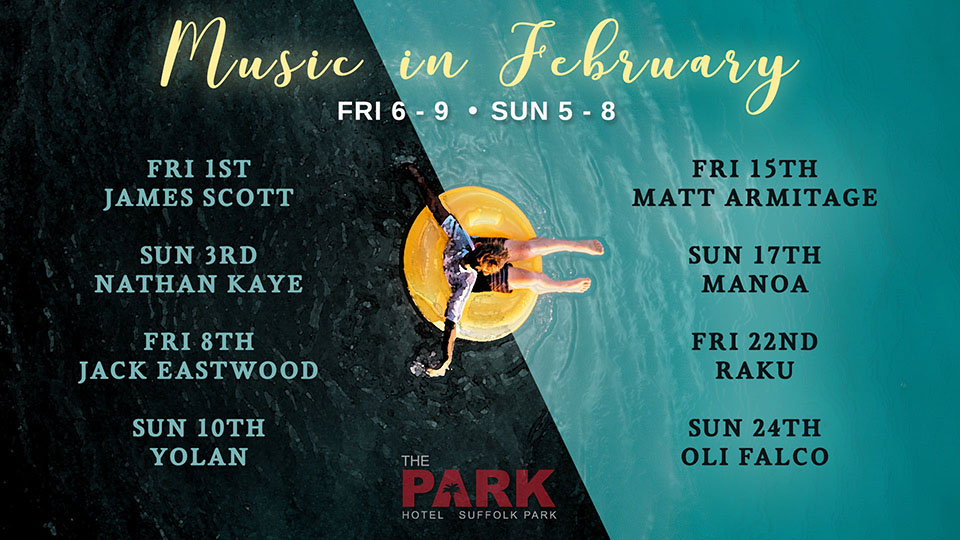 Music in February
FRI 6 - 9 • SUN 5 - 8
FRI 1ST
JAMES SCOTT
SUN 3RD
NATHAN KAYE
FRI 8TH
JACK EASTWOOD
SUN 10TH
YOLAN
FRI 15TH
MATT ARMITAGE
SUN 17TH
MANOA
FRI 22ND
RAKU
SUN 24TH
OLI FALCO
THE
PARK
HOTEL SUFFOLK PARK